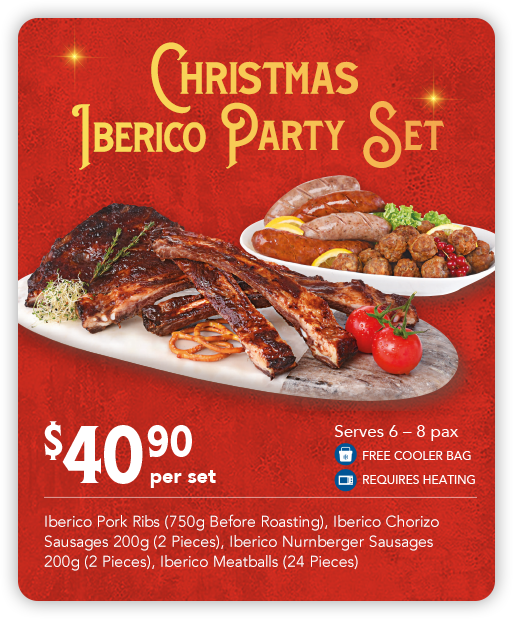 CHRISTMAS
IBERICO PARTY SET
$40.90
per set
Serves 6 – 8 pax
FREE COOLER BAG
REQUIRES HEATING
Iberico Pork Ribs (750g Before Roasting), Iberico Chorizo
Sausages 200g (2 Pieces), Iberico Nurnberger Sausages
200g (2 Pieces), Iberico Meatballs (24 Pieces)